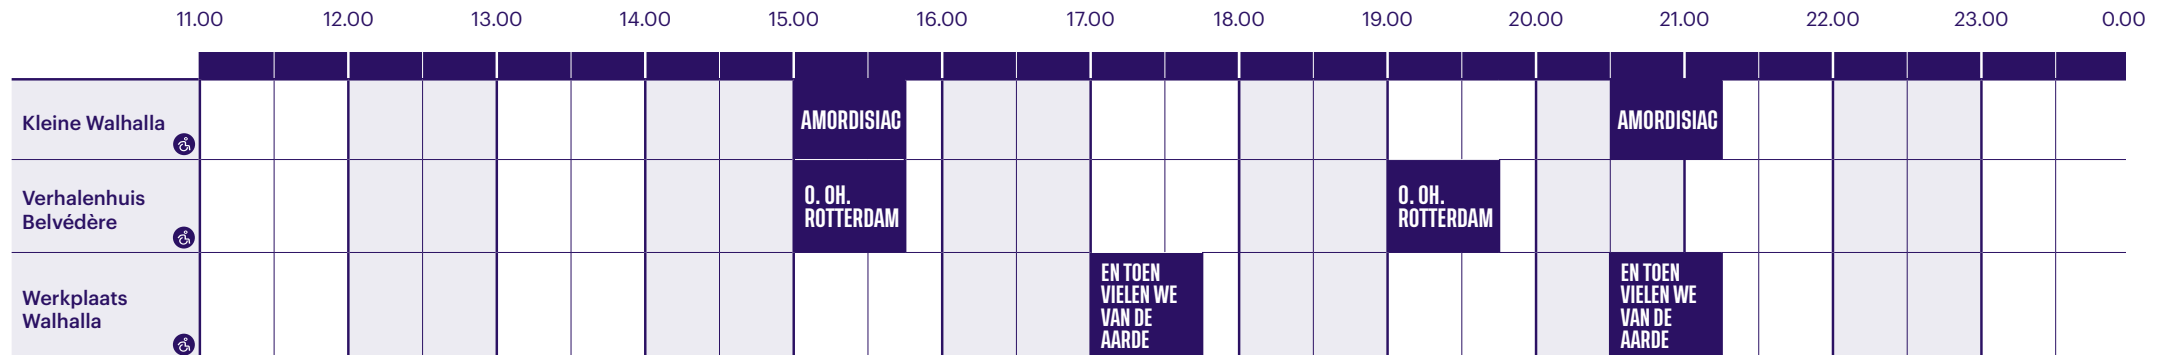 11.00 12.00 13.00 14.00 15.00 16.00 17.00 18.00 19.00 20.00 21.00 22.00 23.00 0.00
Kleine Walhalla
AMORDISIAC
AMORDISIAC
Verhalenhuis
Belvédère
O. OH.
ROTTERDAM
O. OH.
ROTTERDAM
Werkplaats
Walhalla
EN TOEN
VIELEN WE
VAN DE
AARDE
EN TOEN
VIELEN WE
VAN DE
AARDE